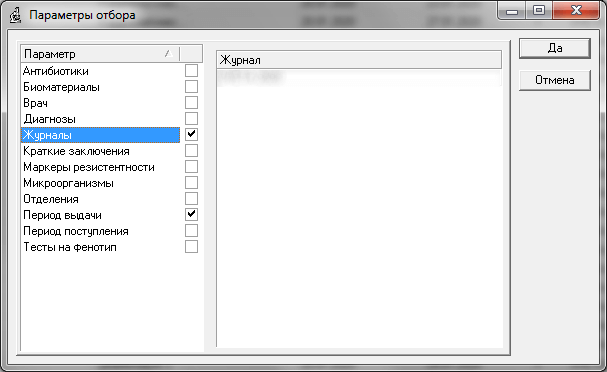 Параметры отбора
Параметр
Антибиотики
Биоматериалы
Врач
Диагнозы
Журналы
Краткие заключения
Маркеры резистентности
Микроорганизмы
Отделения
Период выдачи
Период поступления
Тесты на фенотип
Журнал
Да
Отмена